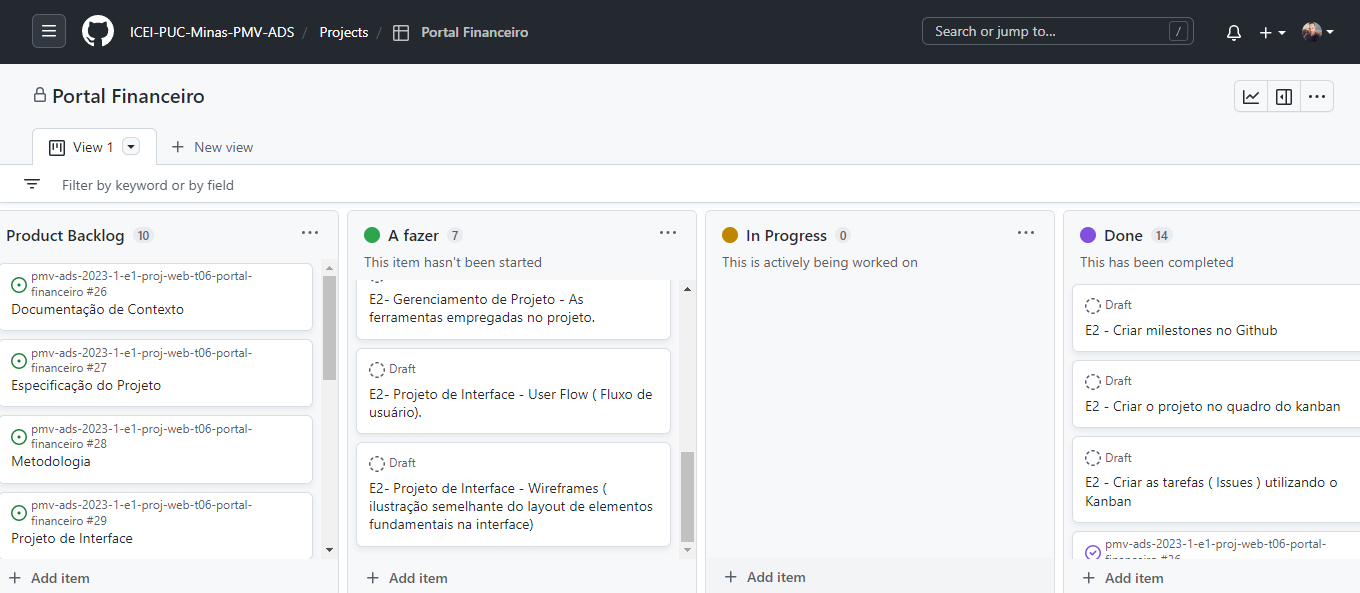 ICEI-PUC-Minas-PMV-ADS / Projects / Portal Financeiro
Search or jump to... /
Portal Financeiro
View 1
New view
Filter by keyword or by field
Product Backlog 10
pmv-ads-2023-1-e1-proj-web-t06-portal-
financeiro #26
Documentação de Contexto
pmv-ads-2023-1-e1-proj-web-t06-portal-
financeiro #27
Especificação do Projeto
pmv-ads-2023-1-e1-proj-web-t06-portal-
financeiro #28
Metodologia
pmv-ads-2023-1-e1-proj-web-t06-portal-
financeiro #29
Projeto de Interface
+ Add item
A fazer 7
This item hasn't been started
E2- Gerenciamento de Projeto - As
ferramentas empregadas no projeto.
Draft
E2- Projeto de Interface - User Flow ( Fluxo de
usuário).
Draft
E2- Projeto de Interface - Wireframes (
ilustração semelhante do layout de elementos
fundamentais na interface)
+ Add item
In Progress 0
This is actively being worked on
+ Add item
Done 14
This has been completed
Draft
E2 - Criar milestones no Github
Draft
E2 - Criar o projeto no quadro do kanban
Draft
E2 - Criar as tarefas ( Issues ) utilizando o
Kanban
pmv-ads-2023-1-e1-proj-web-t06-portal-
financeiro
+ Add item